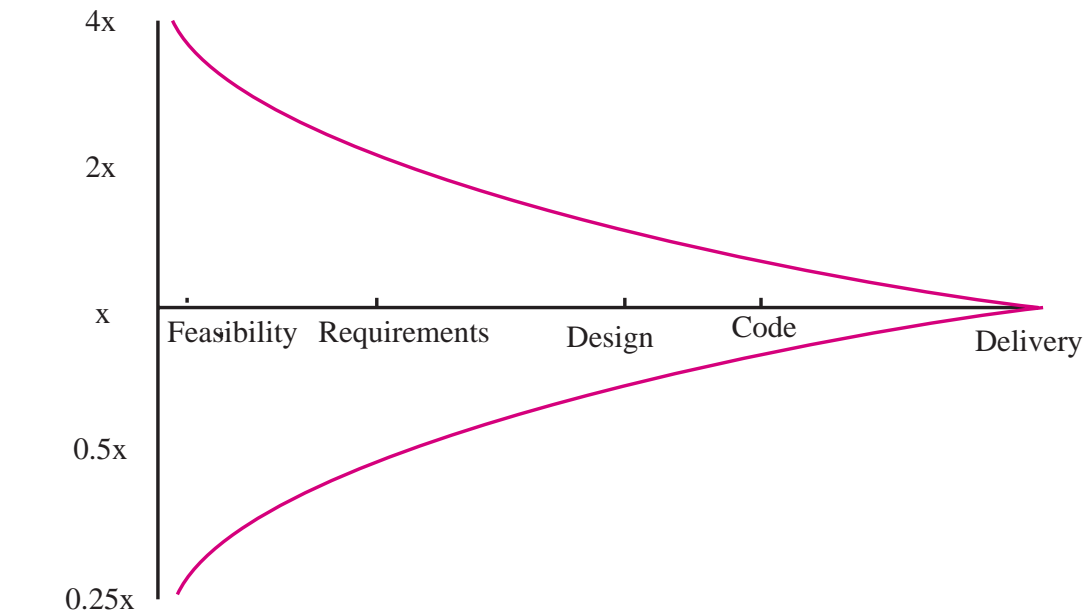 4x
2x
x
Feasibility Requirements Design Code Delivery
0.5x
0.25x